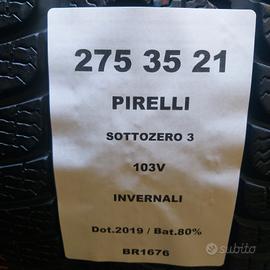 275 35 21
PIRELLI
SOTTOZERO 3
103V
INVERNALI
Dot.2019 / Bat.80%
BR1676
subito